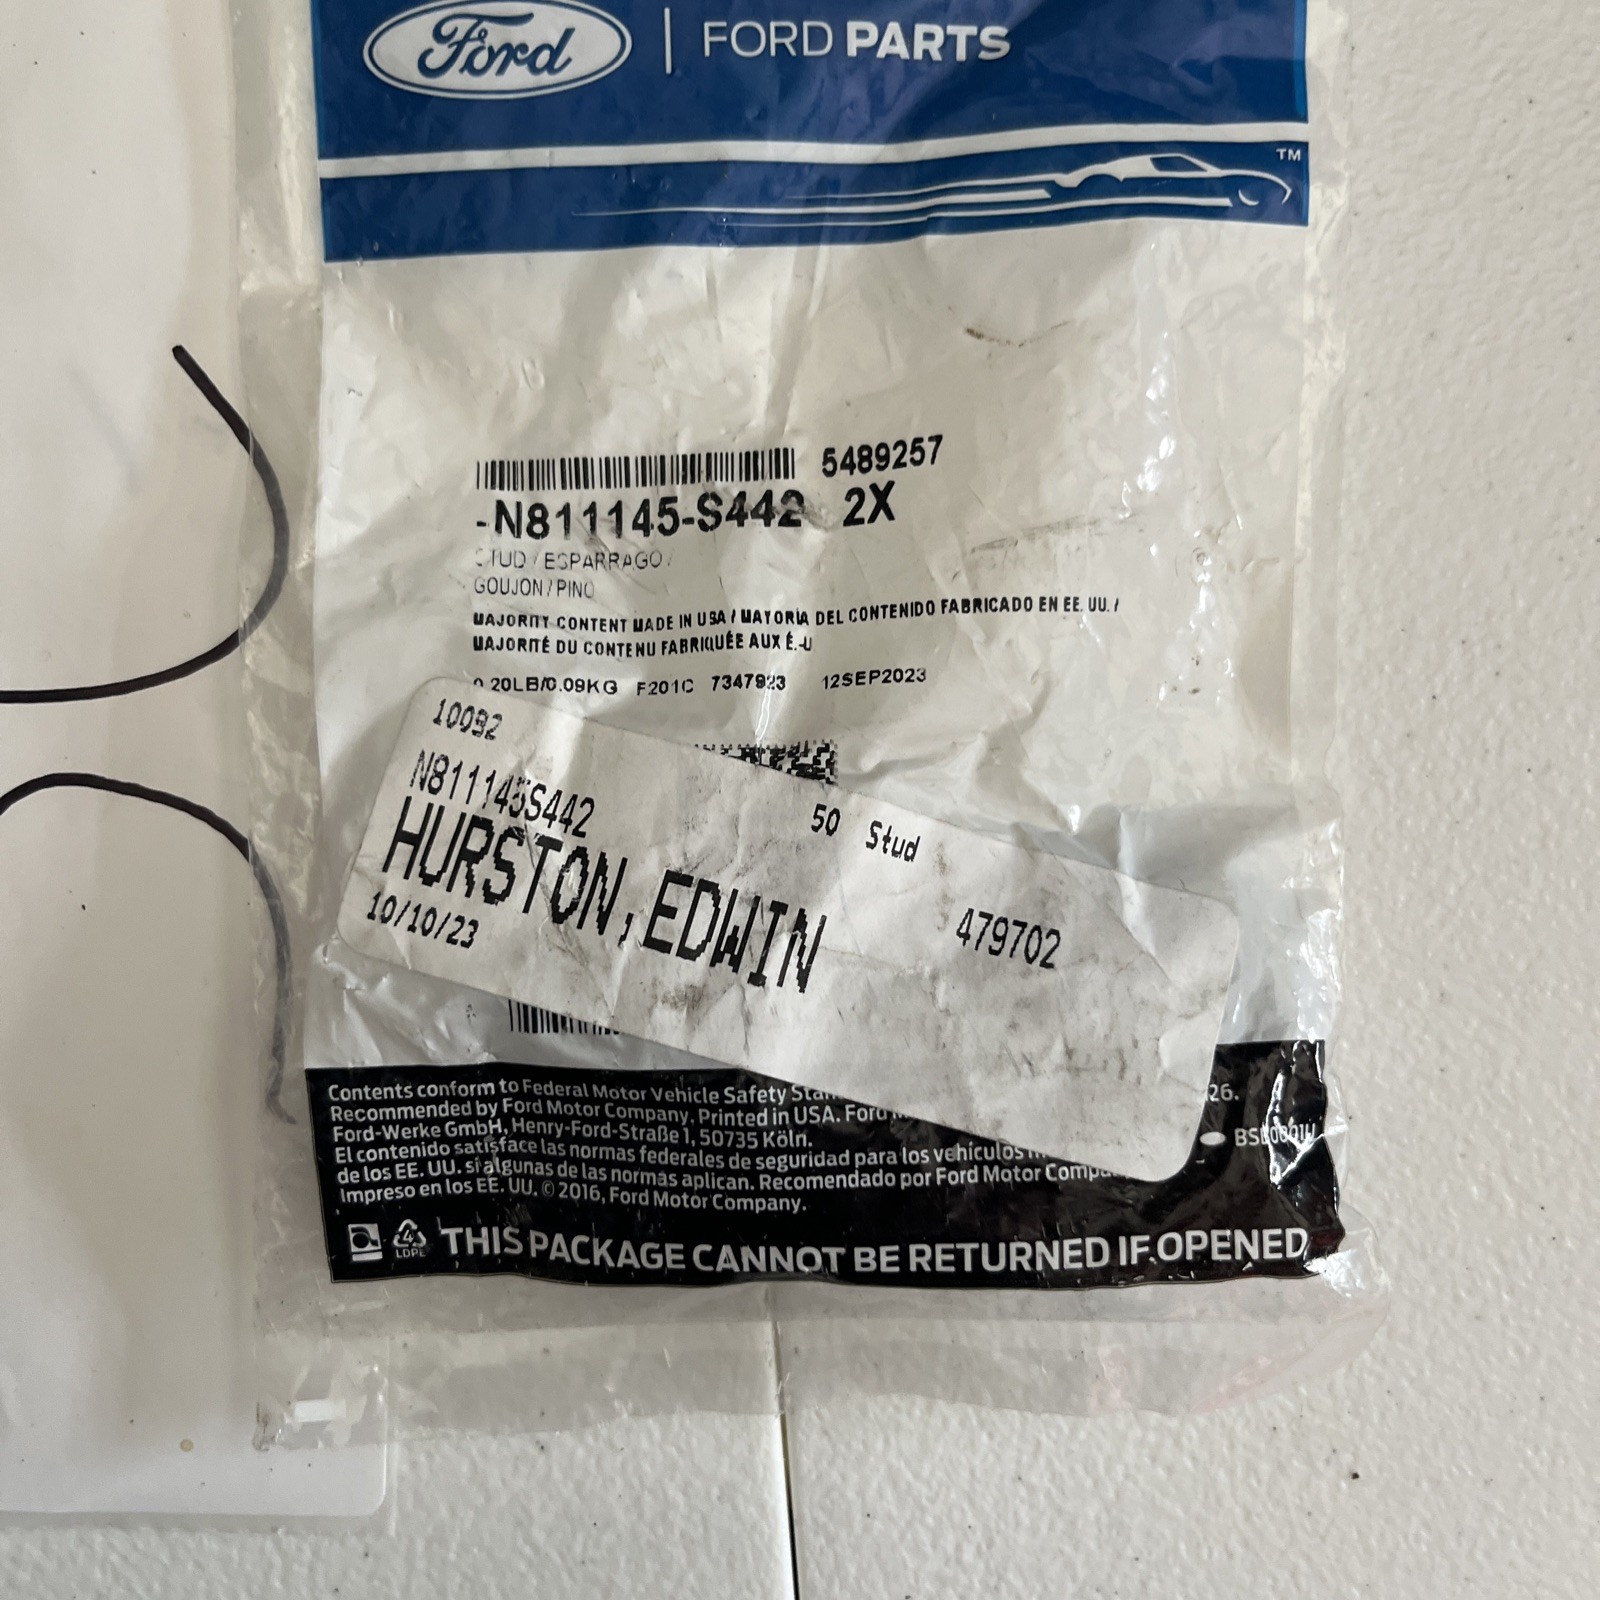 Ford | FORD PARTS
TM
5489257
-N811145-S442 2X
STUD / ESPARRAGO /
GOUJON / PINO
MAJORITY CONTENT MADE IN USA / MAYORIA DEL CONTENIDO FABRICADO EN EE. UU. /
MAJORITÉ DU CONTENU FABRIQUÉE AUX É.-U
0.20LB/0.09KG F201C 7347923 12SEP2023
10092
N811145S442 50 Stud
HURSTON, EDWIN
10/10/23 479702
Contents conform to Federal Motor Vehicle Safety 26.
Recommended by Ford Motor Company, Printed in USA. Ford
Ford-Werke GmbH, Henry-Ford-Straße 1, 50735 Köln.
El contenido satisface las normas federales de seguridad para los vehículos
de los EE. UU. si algunas de las normas aplican. Recomendado por Ford Motor
Impreso en los EE. UU. © 2016, Ford Motor Company.
4
LDPE
THIS PACKAGE CANNOT BE RETURNED IF OPENED